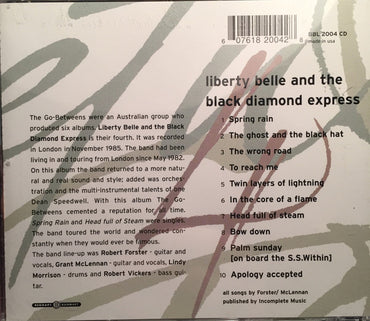 6 07618 20042 8
BBL 2004 CD
made in usa
liberty belle and the
black diamond express
1 Spring rain
2 The ghost and the black hat
3 The wrong road
4 To reach me
5 Twin layers of lightning
6 In the core of a flame
7 Head full of steam
8 Bow down
9 Palm sunday
[on board the S.S.Within]
10 Apology accepted
all songs by Forster/ McLennan
published by Incomplete Music
The Go-Betweens were an Australian group who
produced six albums. Liberty Belle and the Black
Diamond Express is their fourth. It was recorded
in London in November 1985. The band had been
living in and touring from London since May 1982.
On this album the band returned to a more natu-
ral and real sound and style; added was orches-
tration and the multi-instrumental talents of one
Dean Speedwell. With this album The Go-
Betweens cemented a reputation for all time.
Spring Rain and Head full of Steam were singles.
The band toured the world and wondered con-
stantly when they would ever be famous.
The band line-up was Robert Forster - guitar and
vocals, Grant McLennan - guitar and vocals, Lindy
Morrison - drums and Robert Vickers - bass gui-
tar.
BEGGARS BANQUET